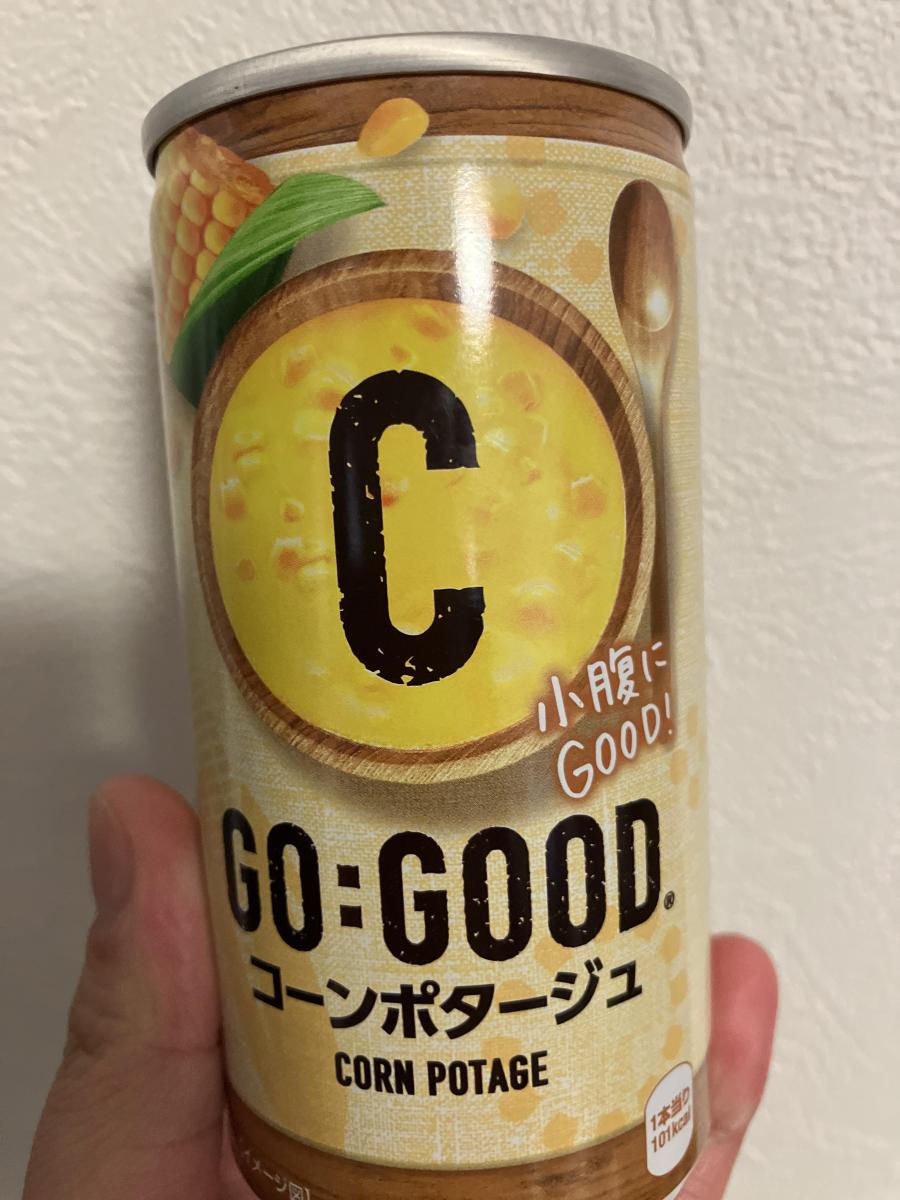 C
小腹に
GOOD!
GO:GOOD®
コーンポタージュ
CORN POTAGE
1本当り
101kcal
イメージ図